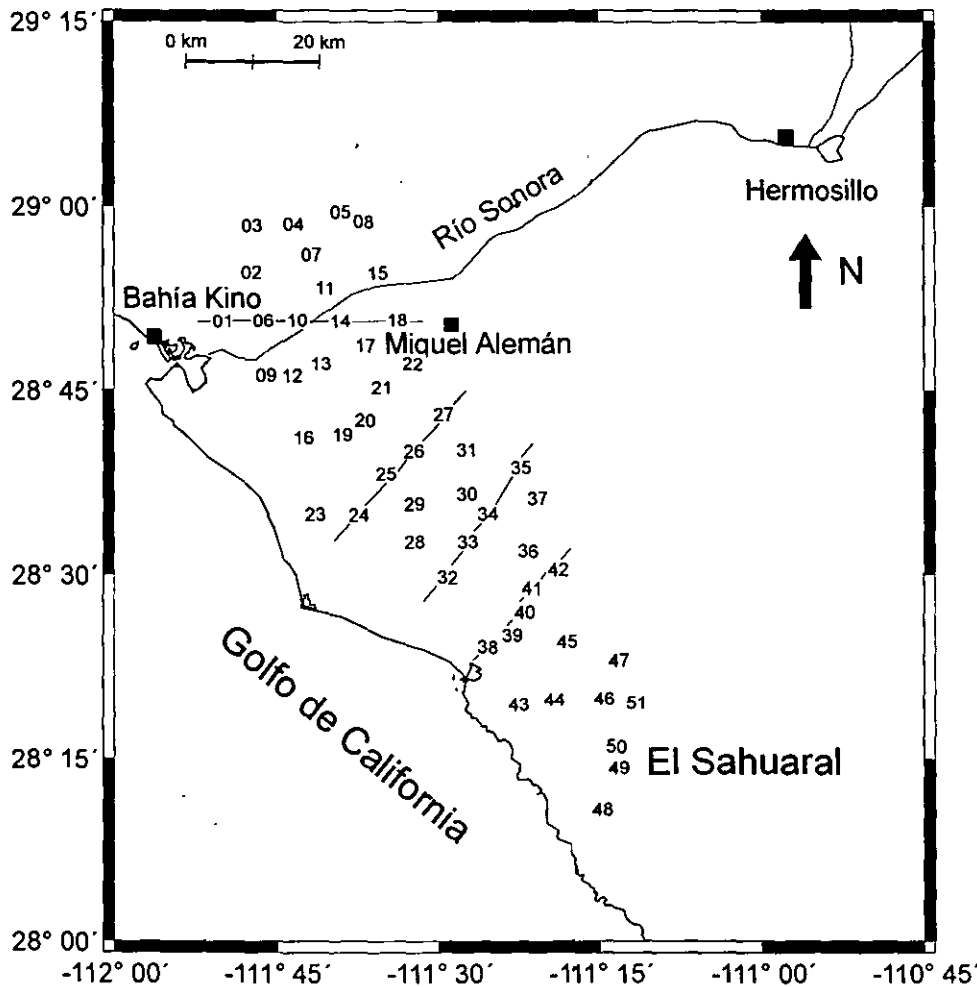 29° 15´
0 km 20 km
Hermosillo
Río Sonora
29° 00´
03 04 05 08
07
N
02 15
11
Bahía Kino
01 06 10 14 18
17 Miquel Alemán
09 12 13 22
28° 45´
21
27
16 19 20
26 31
25 35
23 24 29 30 37
34
28 33
36
32 42
28° 30´
41
40
38 39 45
47
Golfo de California
43 44 46 51
50
28° 15´
49 El Sahuaral
48
28° 00´
-112° 00´ -111° 45´ -111° 30´ -111° 15´ -111° 00´ -110° 45´